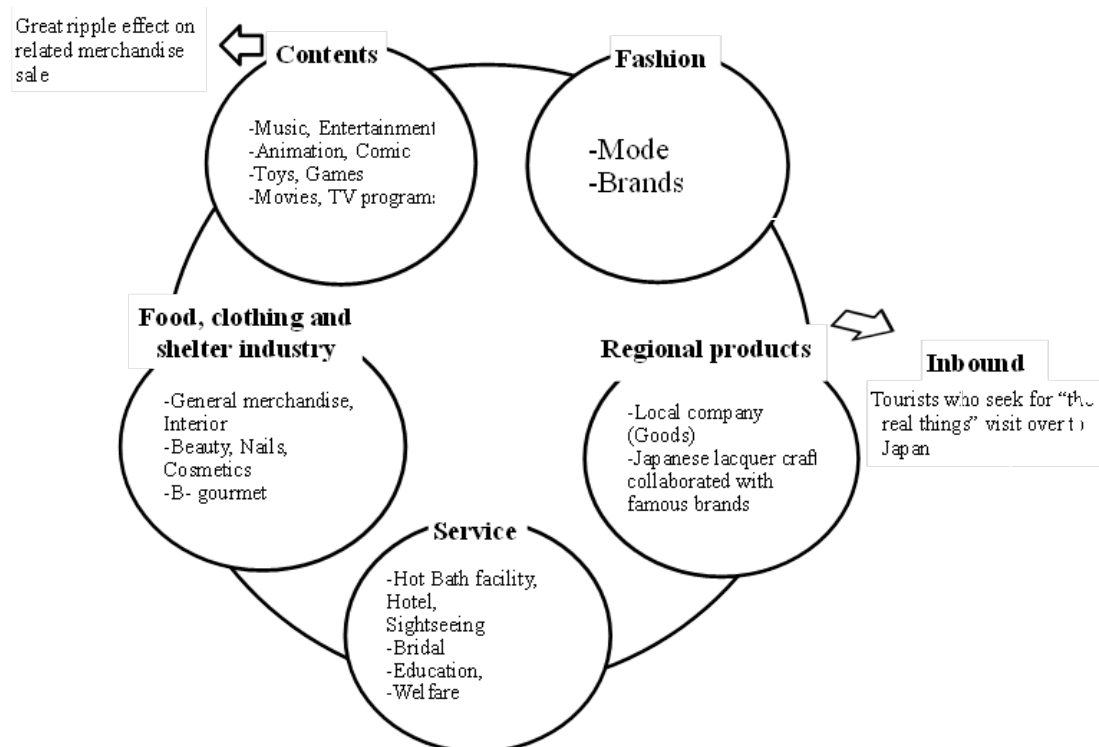 Great ripple effect on
related merchandise
sale
Contents
-Music, Entertainment
-Animation, Comic
-Toys, Games
-Movies, TV programs
Fashion
-Mode
-Brands
Food, clothing and
shelter industry
-General merchandise,
Interior
-Beauty, Nails,
Cosmetics
-B- gourmet
Regional products
-Local company
(Goods)
-Japanese lacquer craft
collaborated with
famous brands
Inbound
Tourists who seek for “the
real things” visit over to
Japan
Service
-Hot Bath facility,
Hotel,
Sightseeing
-Bridal
-Education,
-Welfare